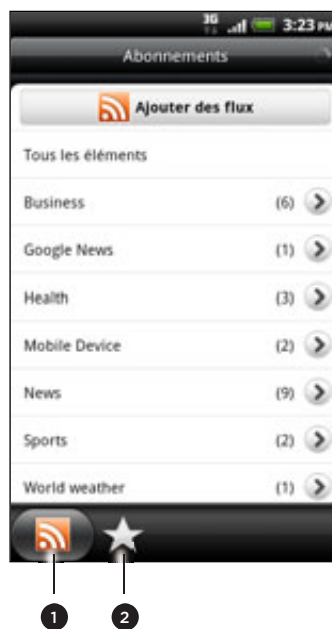 3G 3:23 PM
Abonnements
Ajouter des flux
Tous les éléments
Business (6)
Google News (1)
Health (3)
Mobile Device (2)
News (9)
Sports (2)
World weather (1)
1 2